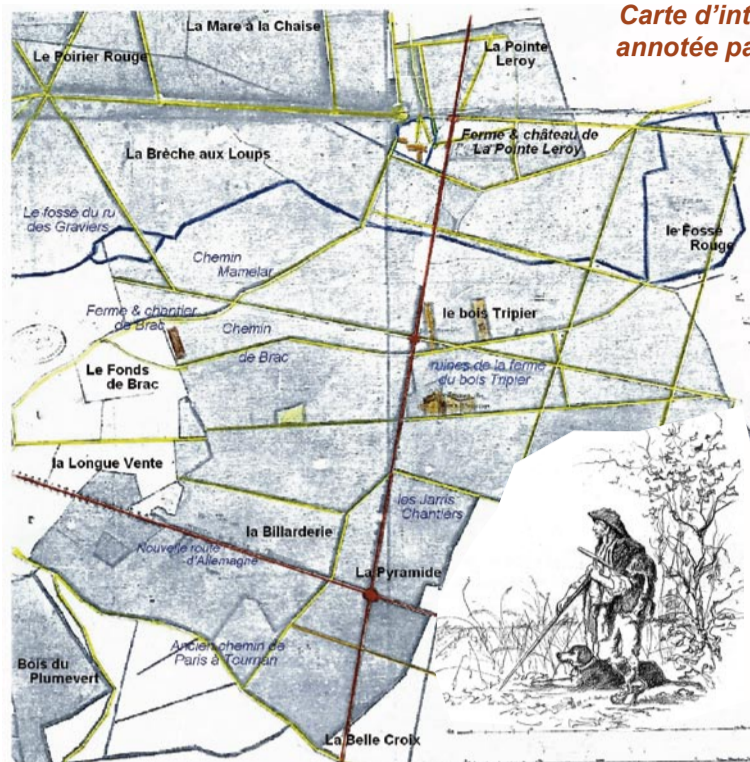 Carte d'int
annotée pa
La Mare à la Chaise
Le Poirier Rouge
La Pointe
Leroy
Ferme & château de
La Pointe Leroy
La Brèche aux Loups
Le fossé du ru
des Graviers
le Fossé
Rouge
Chemin
Mamelar
Ferme & chantier
de Brac
Chemin
de Brac
le bois Tripier
Le Fonds
de Brac
ruines de la ferme
du bois Tripier
la Longue Vente
les Jarris
Chantiers
la Billarderie
Nouvelle route
d'Allemagne
La Pyramide
Ancien chemin de
Paris à Tournan
Bois du
Plumevert
La Belle Croix